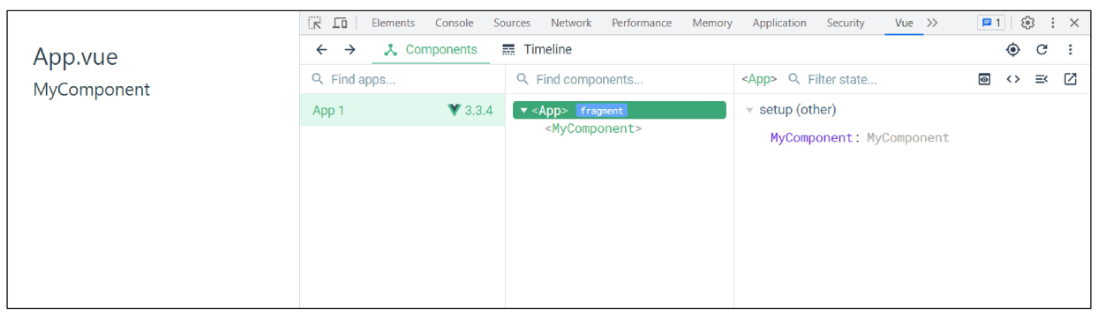 App.vue
MyComponent
Elements Console Sources Network Performance Memory Application Security Vue 1
Components Timeline
Find apps... Find components... <App> Filter state...
App 1 3.3.4 <App> fragment setup (other)
<MyComponent> MyComponent: MyComponent